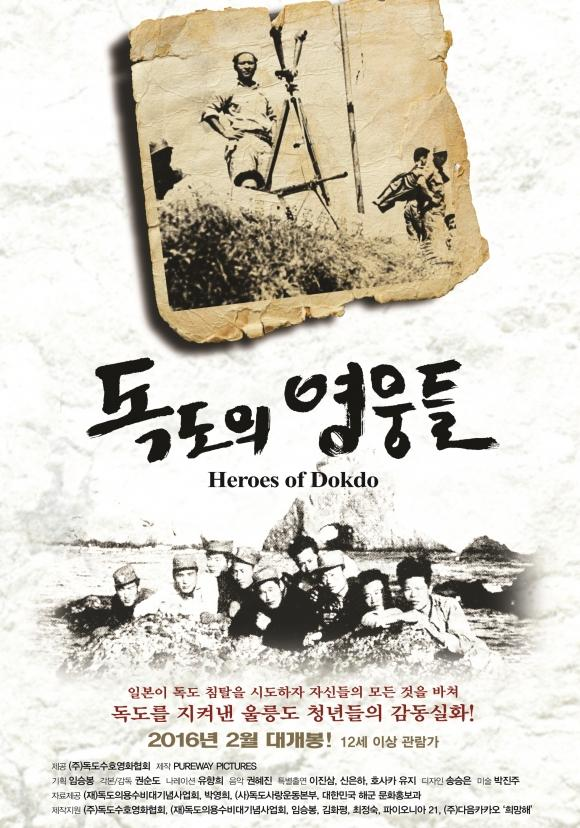 독도의 영웅들
Heroes of Dokdo
일본이 독도 침탈을 시도하자 자신들의 모든 것을 바쳐
독도를 지켜낸 울릉도 청년들의 감동실화!
2016년 2월 대개봉! 12세 이상 관람가
제공 (주)독도수호영화협회 제작 PUREWAY PICTURES
기획 임승봉 각본/감독 권순도 나레이션 유향희 음악 권혜진 특별출연 이진삼, 신은하, 호사카 유지 디자인 송승은 미술 박진주
자료제공 (재)독도의용수비대기념사업회, 박영희, (사)독도사랑운동본부, 대한민국 해군 문화홍보과
제작지원 (주)독도수호영화협회, (재)독도의용수비대기념사업회, 임승봉, 김화평, 최정숙, 파이오니아 21, (주)다음카카오 '희망해'